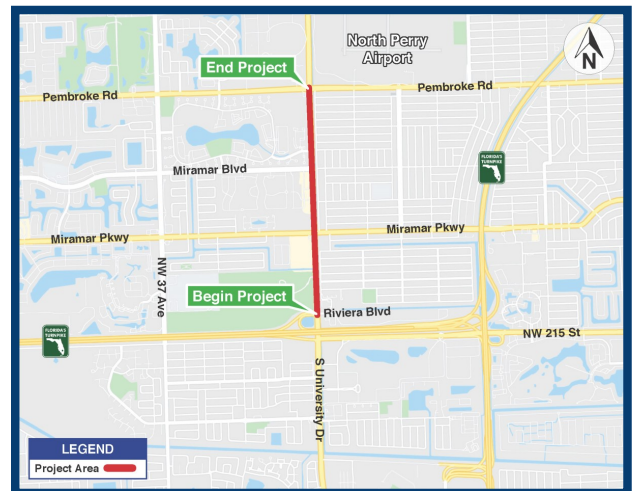 North Perry
Airport
N
End Project
Pembroke Rd
Pembroke Rd
Miramar Blvd
FLORIDA'S
TURNPIKE
Miramar Pkwy
Miramar Pkwy
NW 37 Ave
Begin Project
Riviera Blvd
FLORIDA'S
TURNPIKE
NW 215 St
S University Dr
LEGEND
Project Area